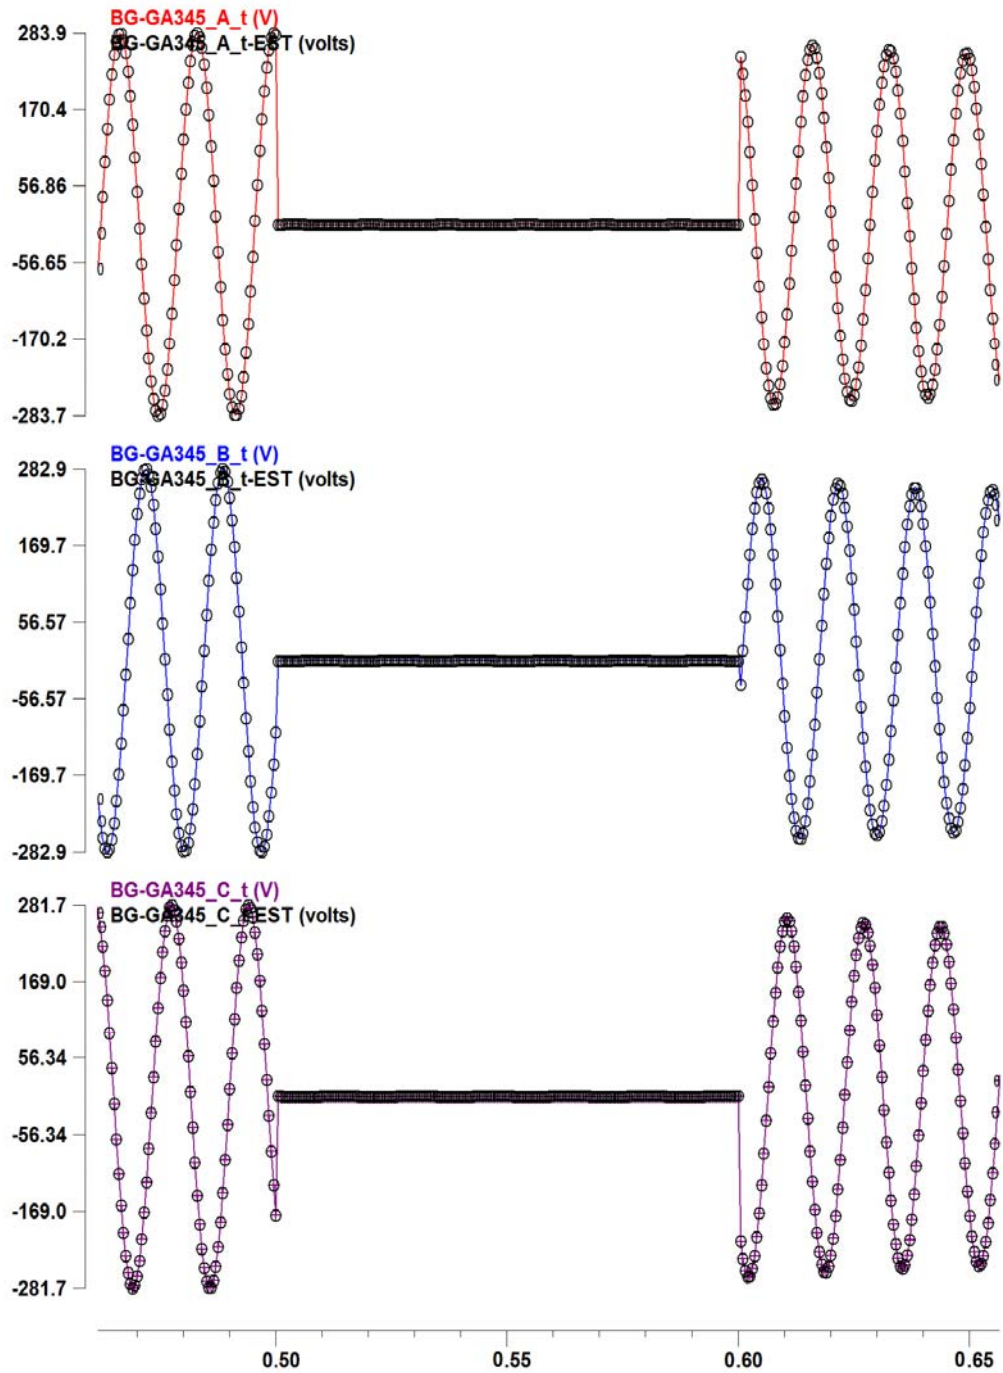 BG-GA345_A_t (V)
BG-GA345_A_t-EST (volts)
283.9
170.4
56.86
-56.65
-170.2
-283.7
BG-GA345_B_t (V)
BG-GA345_B_t-EST (volts)
282.9
169.7
56.57
-56.57
-169.7
-282.9
BG-GA345_C_t (V)
BG-GA345_C_t-EST (volts)
281.7
169.0
56.34
-56.34
-169.0
-281.7
0.50 0.55 0.60 0.65